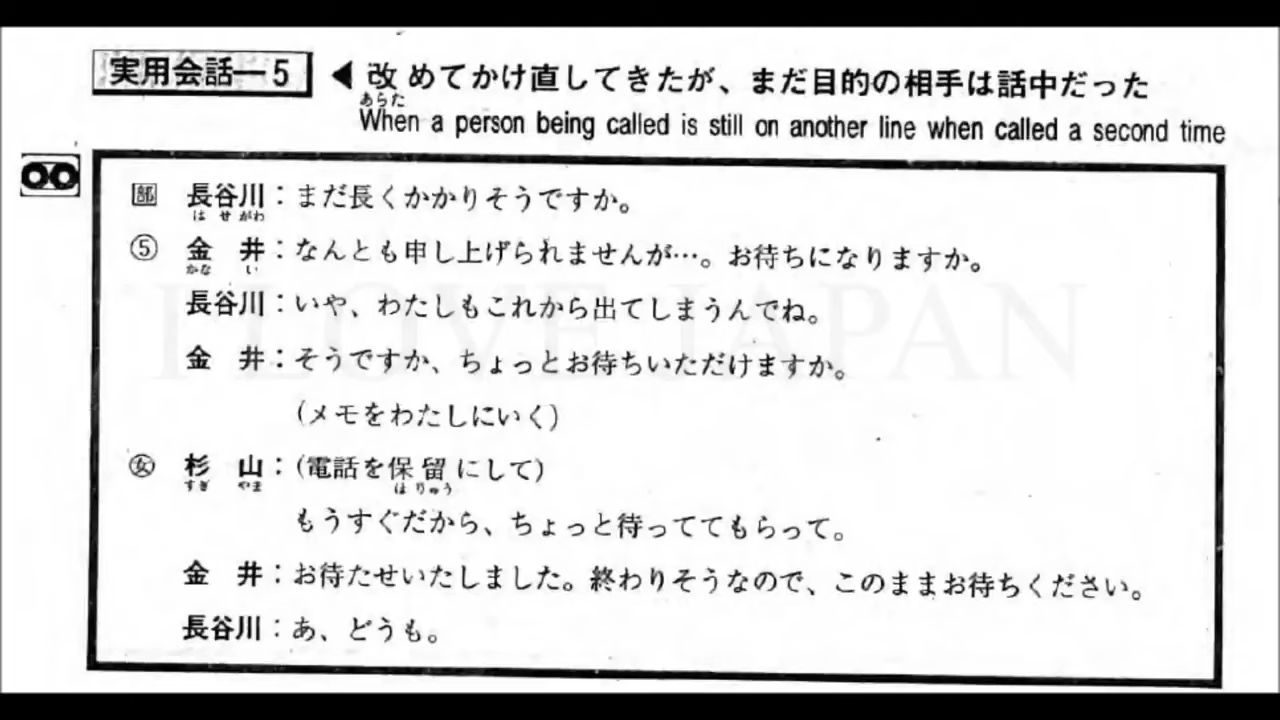 実用会話—5 ◀改めてかけ直してきたが、まだ目的の相手は話中だった
あらた
When a person being called is still on another line when called a second time
部 長谷川：まだ長くかかりそうですか。
は せ がわ
⑤ 金 井：なんとも申し上げられませんが…。お待ちになりますか。
かな い
長谷川：いや、わたしもこれから出てしまうんでね。
I LOVE JAPAN
金 井：そうですか、ちょっとお待ちいただけますか。
（メモをわたしにいく）
㊛ 杉 山：（電話を保留にして）
すぎ やま ほ りゅう
もうすぐだから、ちょっと待っててもらって。
金 井：お待たせいたしました。終わりそうなので、このままお待ちください。
長谷川：あ、どうも。